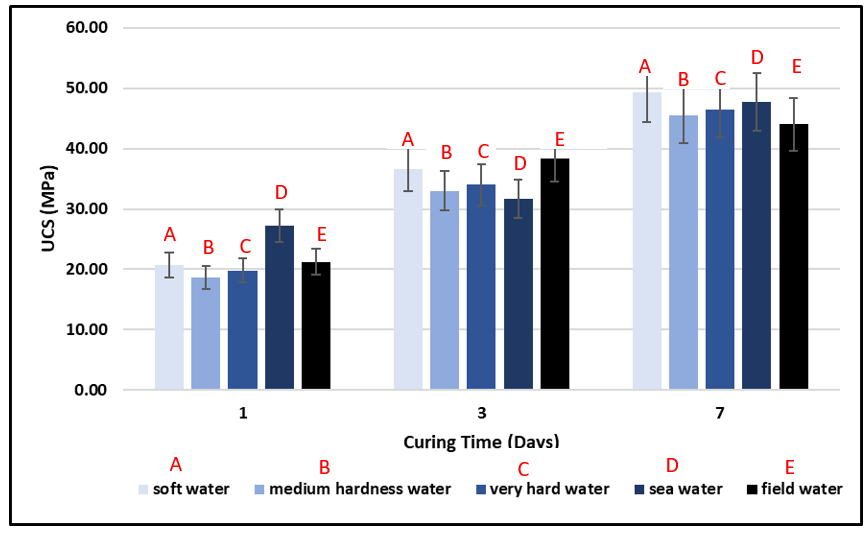 60.00
50.00
40.00
30.00
20.00
10.00
0.00
UCS (MPa)
A B C D E
A B C D E
A B C D E
1 3 7
Curing Time (Days)
A B C D E
soft water medium hardness water very hard water sea water field water